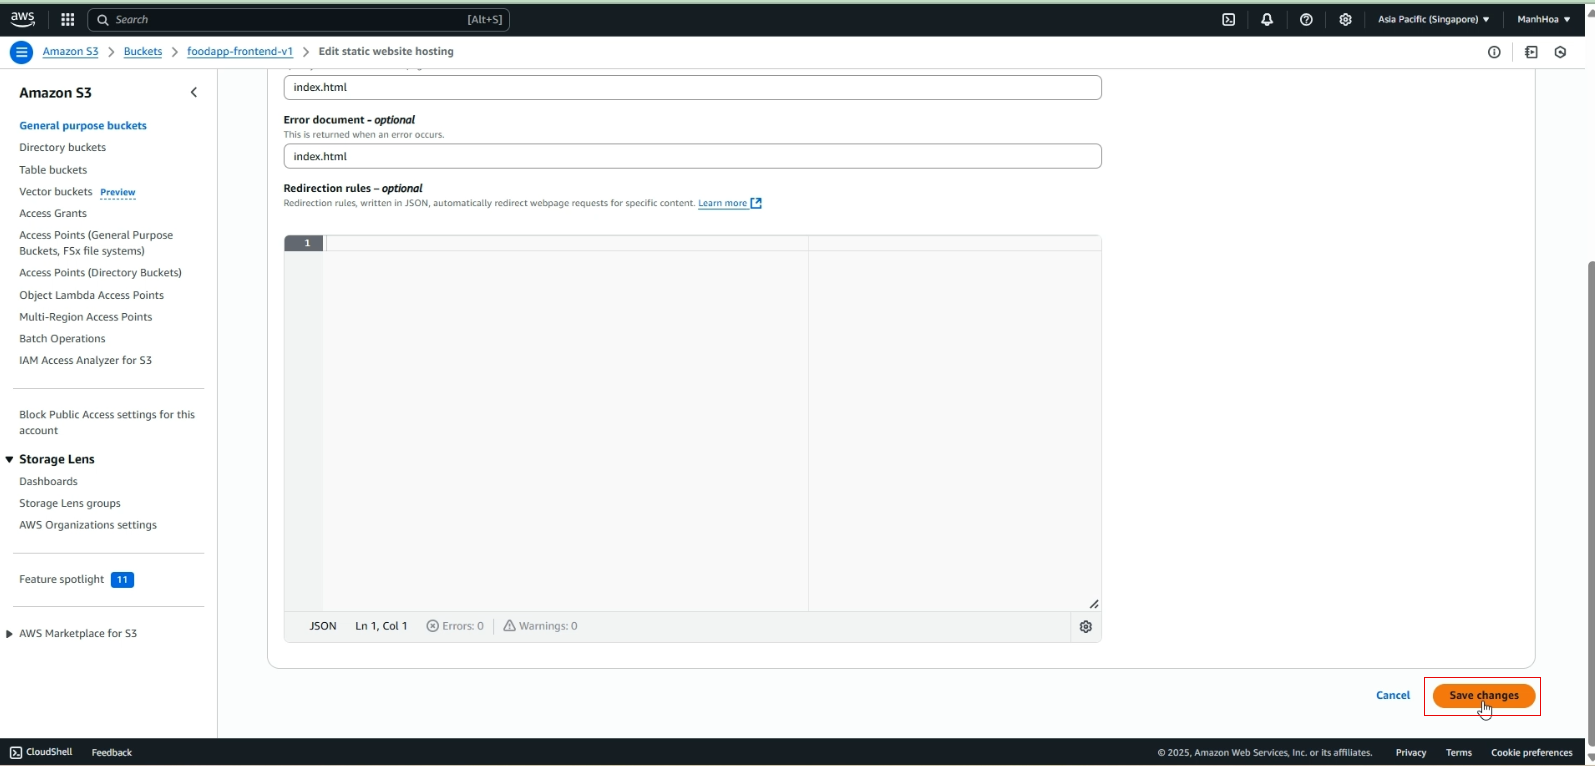 aws
Search
[Alt+S]
Asia Pacific (Singapore)
ManhHoa
Amazon S3
Buckets
foodapp-frontend-v1
Edit static website hosting
Amazon S3
General purpose buckets
Directory buckets
Table buckets
Vector buckets Preview
Access Grants
Access Points (General Purpose
Buckets, FSx file systems)
Access Points (Directory Buckets)
Object Lambda Access Points
Multi-Region Access Points
Batch Operations
IAM Access Analyzer for S3
Block Public Access settings for this
account
Storage Lens
Dashboards
Storage Lens groups
AWS Organizations settings
Feature spotlight 11
AWS Marketplace for S3
index.html
Error document - optional
This is returned when an error occurs.
index.html
Redirection rules – optional
Redirection rules, written in JSON, automatically redirect webpage requests for specific content. Learn more
1
JSON Ln 1, Col 1 Errors: 0 Warnings: 0
Cancel Save changes
CloudShell Feedback © 2025, Amazon Web Services, Inc. or its affiliates. Privacy Terms Cookie preferences